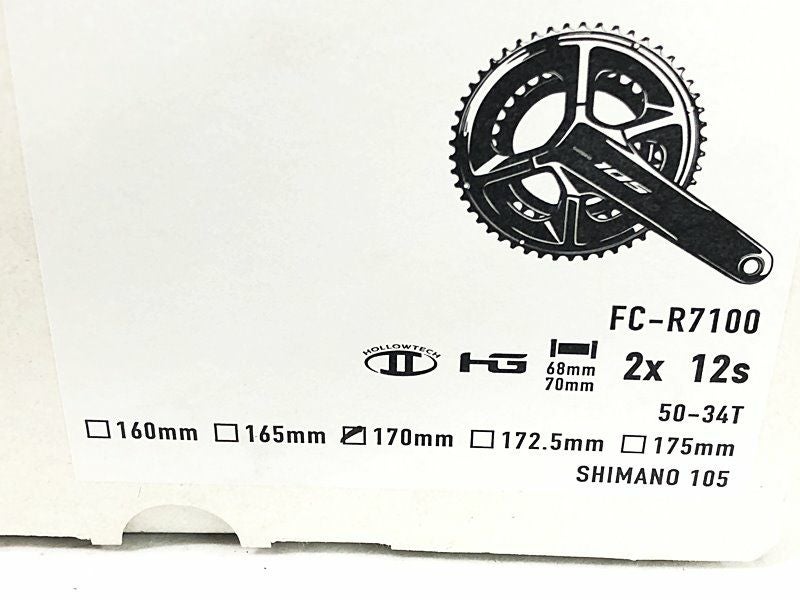 105
FC-R7100
HOLLOWTECH II HG 68mm 70mm 2x 12s
50-34T
160mm 165mm 170mm 172.5mm 175mm
SHIMANO 105